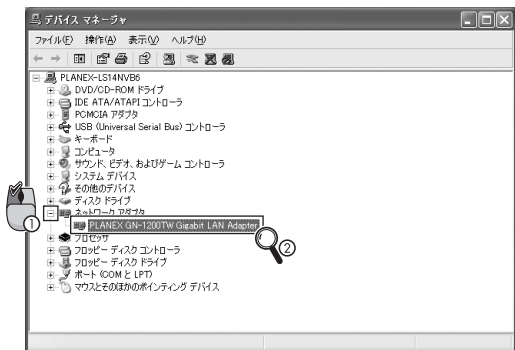 デバイス マネージャ
ファイル(F) 操作(A) 表示(V) ヘルプ(H)
PLANEX-LS14NVB6
DVD/CD-ROM ドライブ
IDE ATA/ATAPI コントローラ
PCMCIA アダプタ
USB (Universal Serial Bus) コントローラ
キーボード
コンピュータ
サウンド、ビデオ、およびゲーム コントローラ
システム デバイス
その他のデバイス
ディスク ドライブ
ネットワーク アダプタ
PLANEX GN-1200TW Gigabit LAN Adapter
プロセッサ
フロッピー ディスク コントローラ
フロッピー ディスク ドライブ
ポート (COM と LPT)
マウスとそのほかのポインティング デバイス
①
②